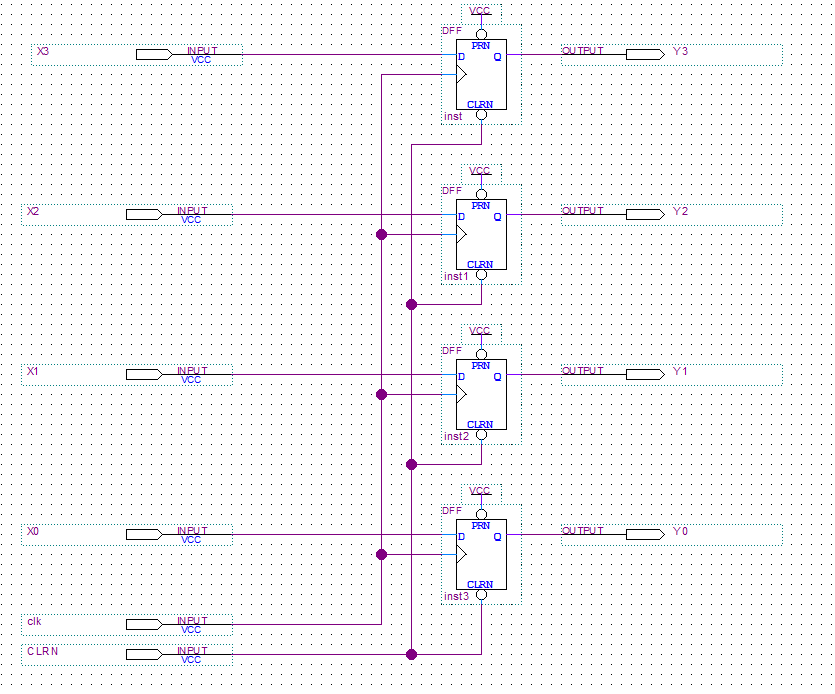 VCC
DFF
X3 INPUT PRN OUTPUT Y3
VCC D Q
CLRN
inst
VCC
DFF
X2 INPUT PRN OUTPUT Y2
VCC D Q
CLRN
inst1
VCC
DFF
X1 INPUT PRN OUTPUT Y1
VCC D Q
CLRN
inst2
VCC
DFF
X0 INPUT PRN OUTPUT Y0
VCC D Q
CLRN
inst3
clk INPUT
VCC
CLRN INPUT
VCC